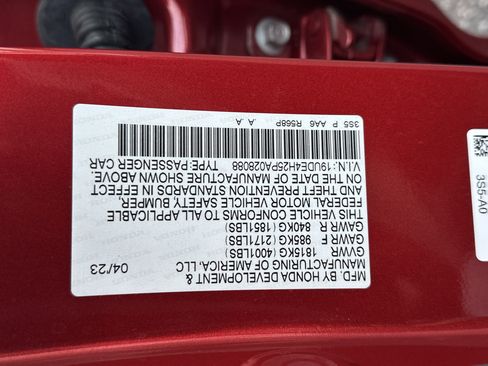 MFD. BY HONDA DEVELOPMENT &
MANUFACTURING OF AMERICA, LLC 04/23
GVWR 1815KG (4001LBS)
GAWR F 985KG (2171LBS)
GAWR R 840KG (1851LBS)
THIS VEHICLE CONFORMS TO ALL APPLICABLE
FEDERAL MOTOR VEHICLE SAFETY, BUMPER,
AND THEFT PREVENTION STANDARDS IN EFFECT
ON THE DATE OF MANUFACTURE SHOWN ABOVE.
V.I.N.: 19UDE4H25PA028088 TYPE:PASSENGER CAR
A A
3S5 P AA6 R568P
3S5-A0